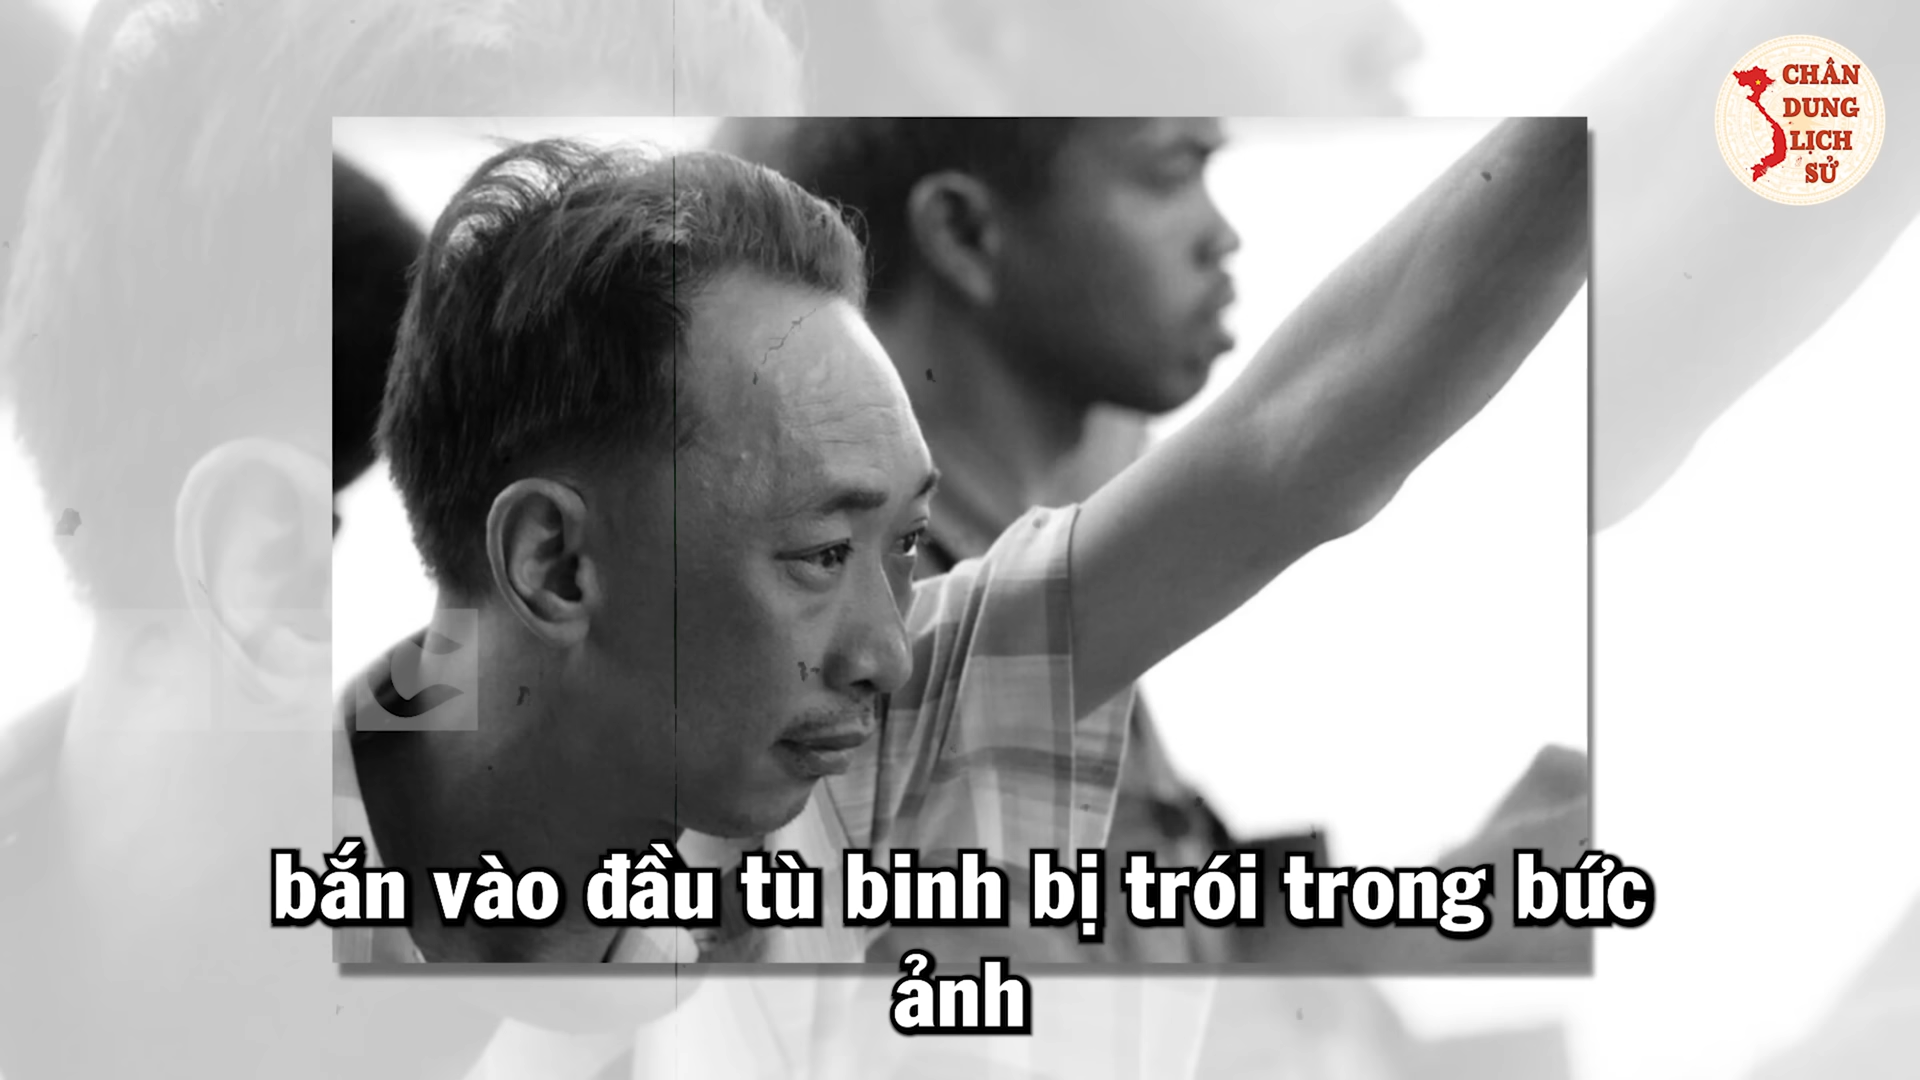 CHÂN
DUNG
LỊCH
SỬ
bắn vào đầu tù binh bị trói trong bức
ảnh